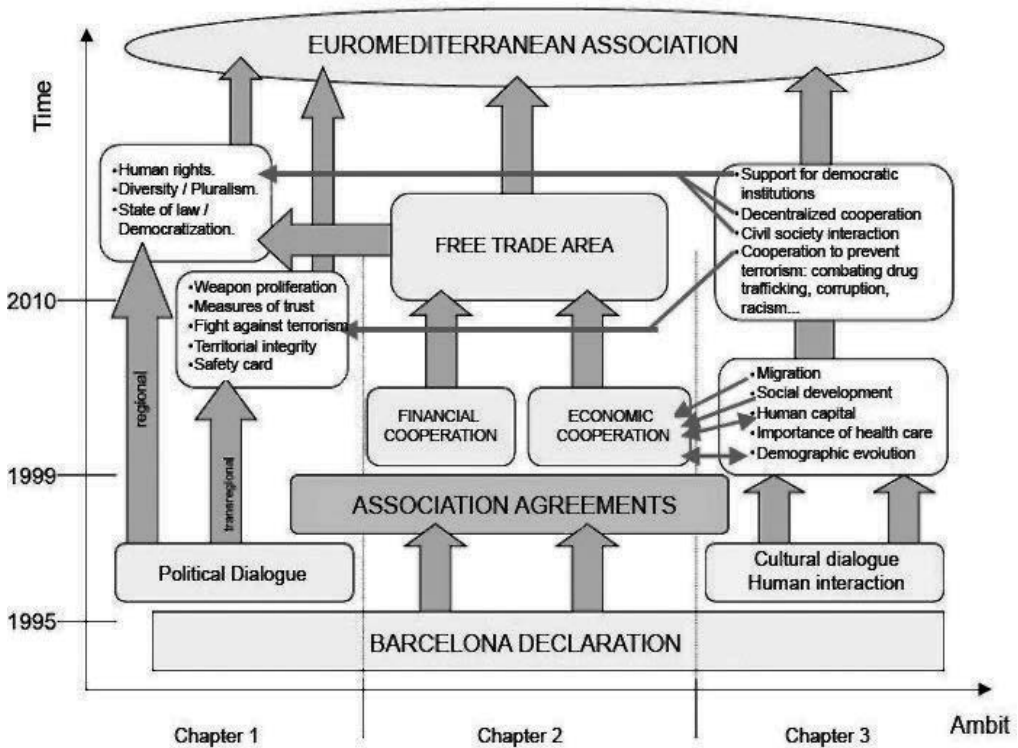 EUROMEDITERRANEAN ASSOCIATION
Time
•Human rights.
•Diversity / Pluralism.
•State of law /
Democratization.
•Support for democratic
institutions
•Decentralized cooperation
•Civil society interaction
•Cooperation to prevent
terrorism: combating drug
trafficking, corruption,
racism...
FREE TRADE AREA
2010
•Weapon proliferation
•Measures of trust
•Fight against terrorism
•Territorial integrity
•Safety card
regional
transregional
FINANCIAL
COOPERATION
ECONOMIC
COOPERATION
•Migration
•Social development
•Human capital
•Importance of health care
•Demographic evolution
1999
ASSOCIATION AGREEMENTS
Political Dialogue
Cultural dialogue
Human interaction
1995
BARCELONA DECLARATION
Chapter 1
Chapter 2
Chapter 3
Ambit